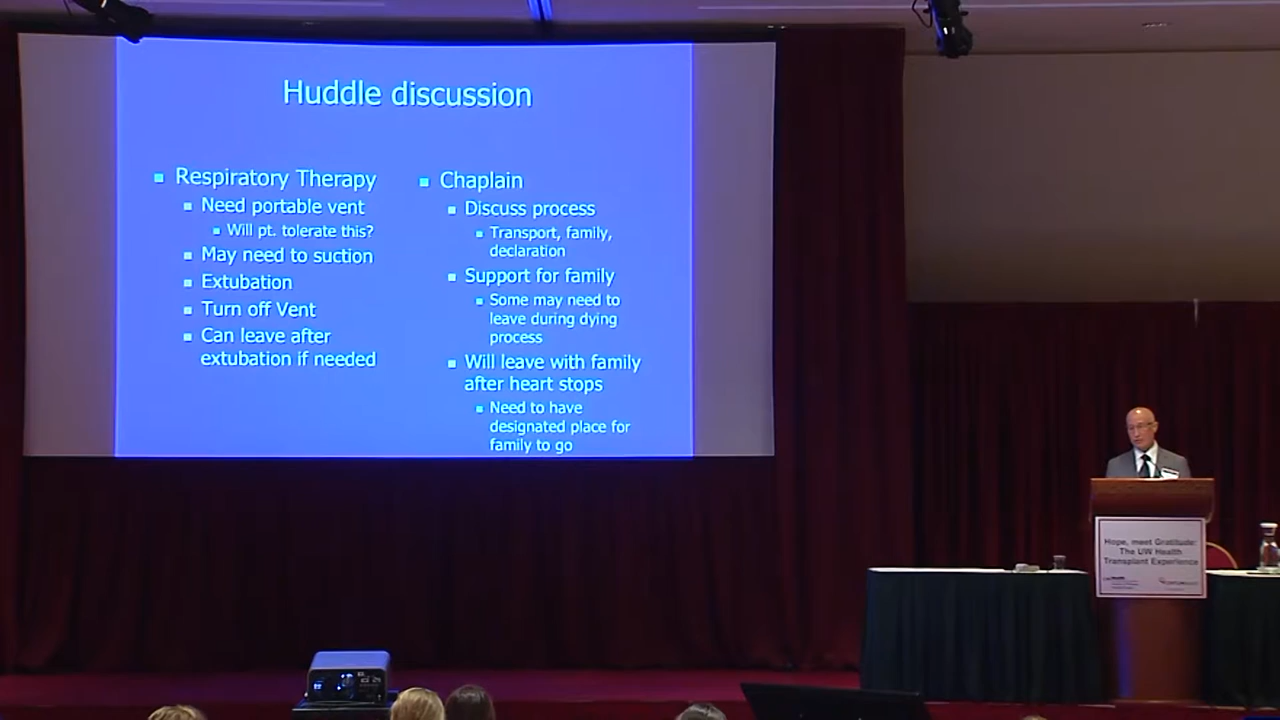 Huddle discussion
Respiratory Therapy
Need portable vent
Will pt. tolerate this?
May need to suction
Extubation
Turn off Vent
Can leave after
extubation if needed
Chaplain
Discuss process
Transport, family,
declaration
Support for family
Some may need to
leave during dying
process
Will leave with family
after heart stops
Need to have
designated place for
family to go
Hope, meet Gratitude:
The UW Health
Transplant Experience